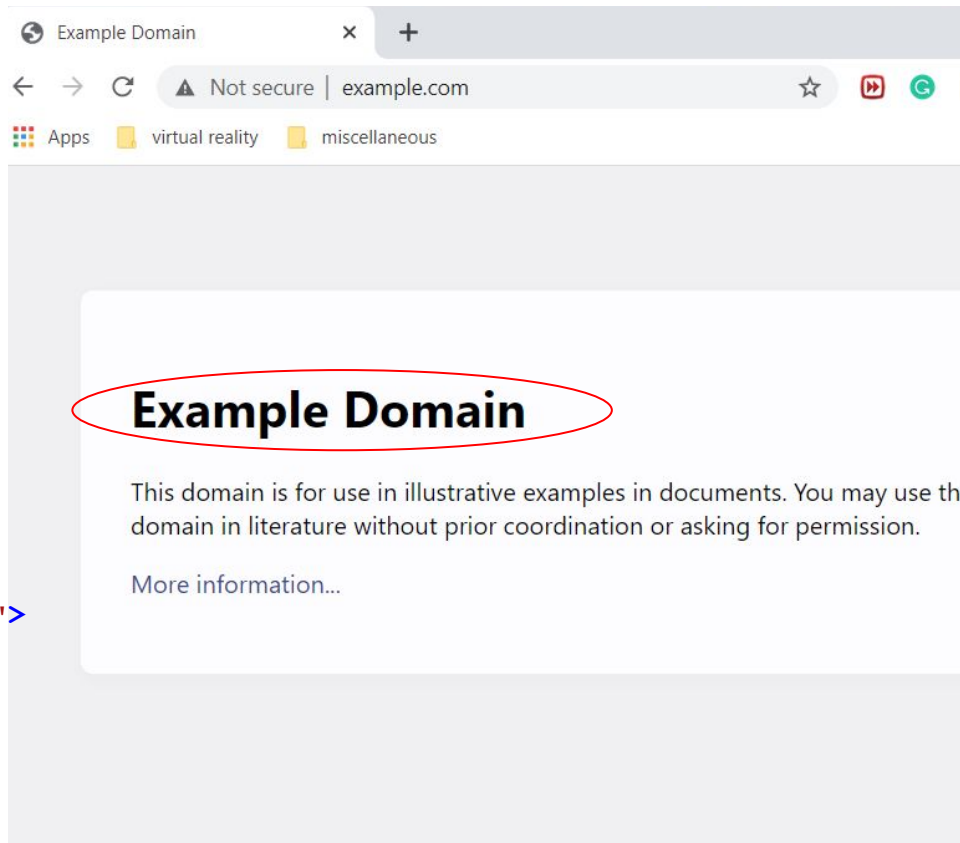 Example Domain
Not secure | example.com
Apps virtual reality miscellaneous
Example Domain
This domain is for use in illustrative examples in documents. You may use th
domain in literature without prior coordination or asking for permission.
More information...
">